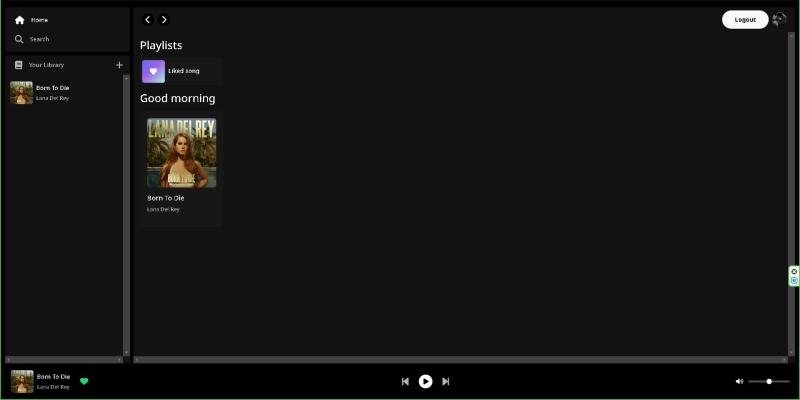 Home
Search
Your Library
Born To Die
Lana Del Rey
Logout
Playlists
Liked song
Good morning
LANA DEL REY
BORN TO DIE
Born To Die
Lana Del Rey
Born To Die
Lana Del Rey